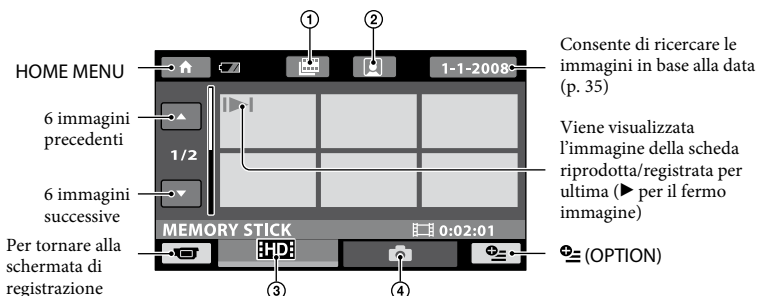 ① ②
HOME MENU
1-1-2008
Consente di ricercare le
immagini in base alla data
(p. 35)
6 immagini
precedenti
1/2
6 immagini
successive
Viene visualizzata
l'immagine della scheda
riprodotta/registrata per
ultima (▶ per il fermo
immagine)
MEMORY STICK
0:02:01
Per tornare alla
schermata di
registrazione
HD
(OPTION)
③ ④